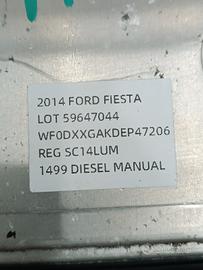 2014 FORD FIESTA
LOT 59647044
WF0DXXGAKDEP47206
REG SC14LUM
1499 DIESEL MANUAL